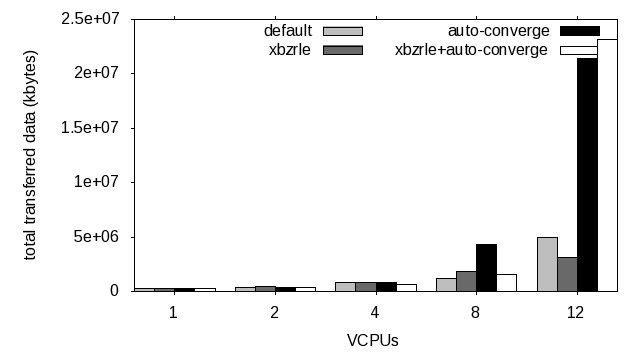 total transferred data (kbytes)
2.5e+07
2e+07
1.5e+07
1e+07
5e+06
0
default
xbzrle
auto-converge
xbzrle+auto-converge
1 2 4 8 12
VCPUs